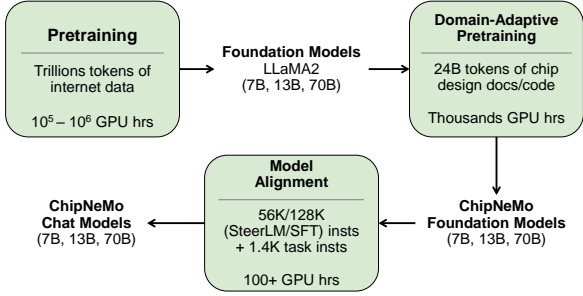 Pretraining
Trillions tokens of
internet data
10⁵ – 10⁶ GPU hrs
Foundation Models
LLaMA2
(7B, 13B, 70B)
Domain-Adaptive
Pretraining
24B tokens of chip
design docs/code
Thousands GPU hrs
ChipNeMo
Foundation Models
(7B, 13B, 70B)
Model
Alignment
56K/128K
(SteerLM/SFT) insts
+ 1.4K task insts
100+ GPU hrs
ChipNeMo
Chat Models
(7B, 13B, 70B)